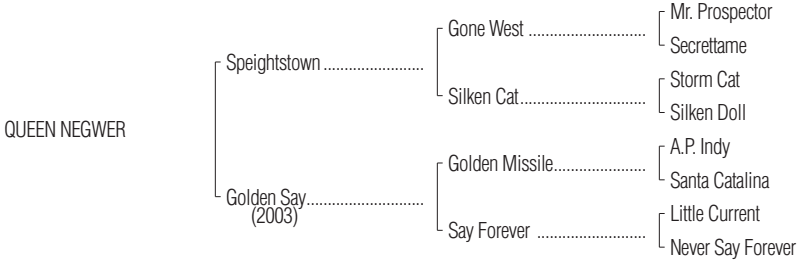 Mr. Prospector
Gone West ..............................
Secrettame
Speightstown .........................
Storm Cat
Silken Cat................................
Silken Doll
QUEEN NEGWER
A.P. Indy
Golden Missile.......................
Santa Catalina
Golden Say.............................
(2003)
Little Current
Say Forever ...........................
Never Say Forever